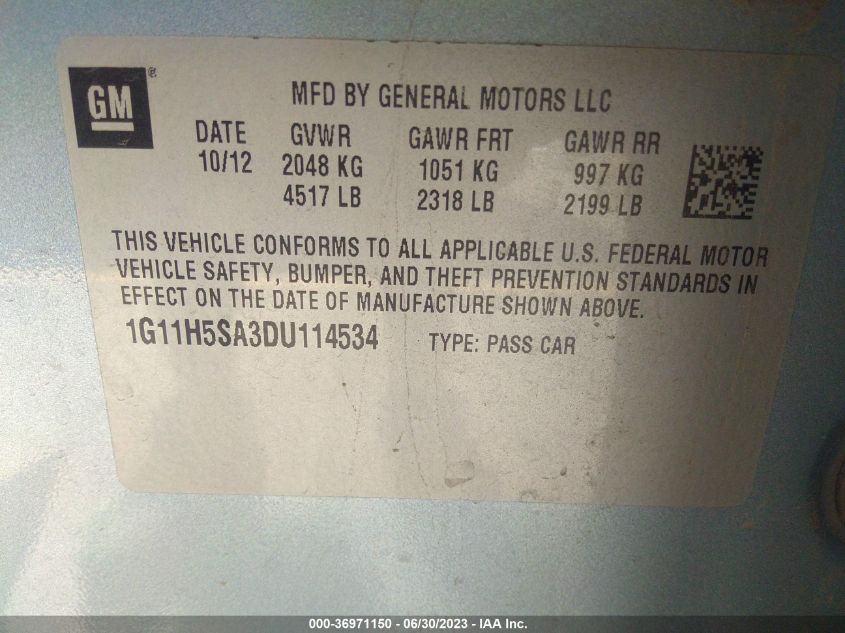 GM
®
MFD BY GENERAL MOTORS LLC
DATE GVWR GAWR FRT GAWR RR
10/12 2048 KG 1051 KG 997 KG
4517 LB 2318 LB 2199 LB
THIS VEHICLE CONFORMS TO ALL APPLICABLE U.S. FEDERAL MOTOR
VEHICLE SAFETY, BUMPER, AND THEFT PREVENTION STANDARDS IN
EFFECT ON THE DATE OF MANUFACTURE SHOWN ABOVE.
1G11H5SA3DU114534 TYPE: PASS CAR
000-36971150 - 06/30/2023 - IAA Inc.